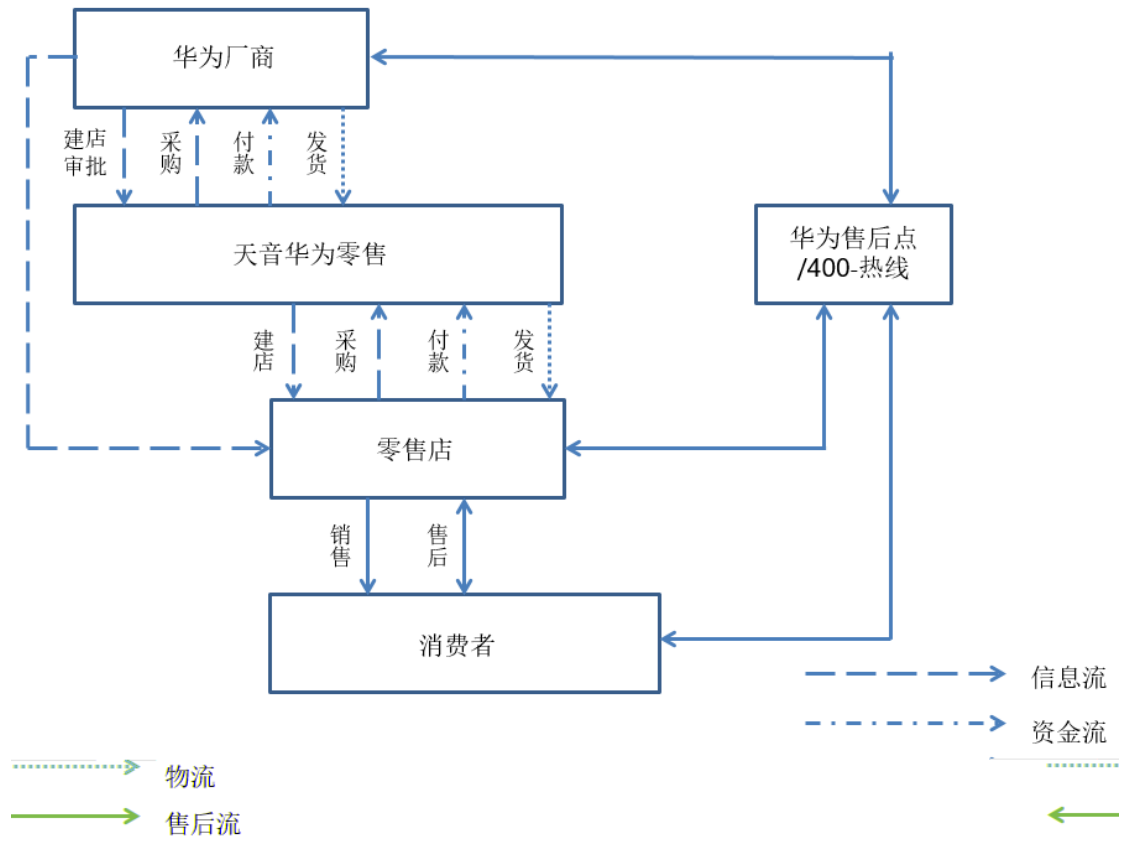 华为厂商
建店
审批
采
购
付
款
发
货
天音华为零售
华为售后点
/400-热线
建
店
采
购
付
款
发
货
零售店
销
售
售
后
消费者
信息流
资金流
物流
售后流